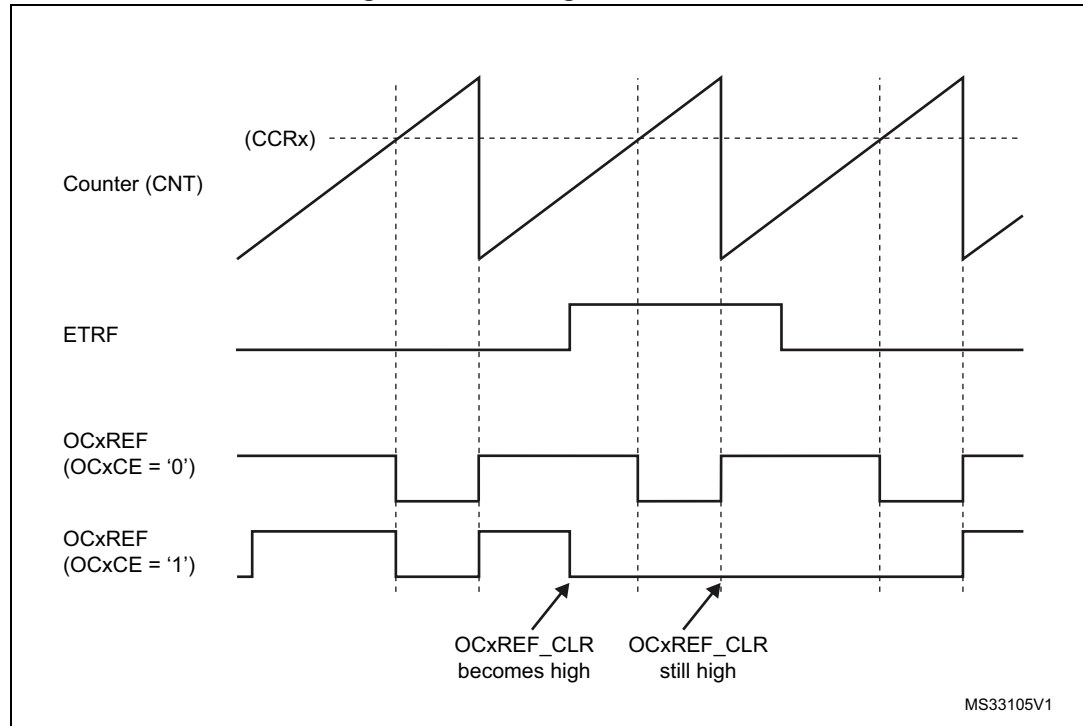 (CCRx)
Counter (CNT)
ETRF
OCxREF
(OCxCE = ‘0’)
OCxREF
(OCxCE = ‘1’)
OCxREF_CLR
becomes high
OCxREF_CLR
still high
MS33105V1